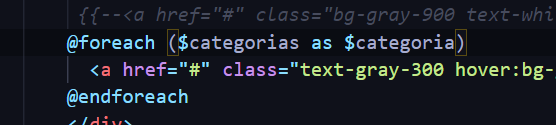 {{--<a href="#" class="bg-gray-900 text-whi
@foreach ($categorias as $categoria)
<a href="#" class="text-gray-300 hover:bg-
@endforeach
</div>